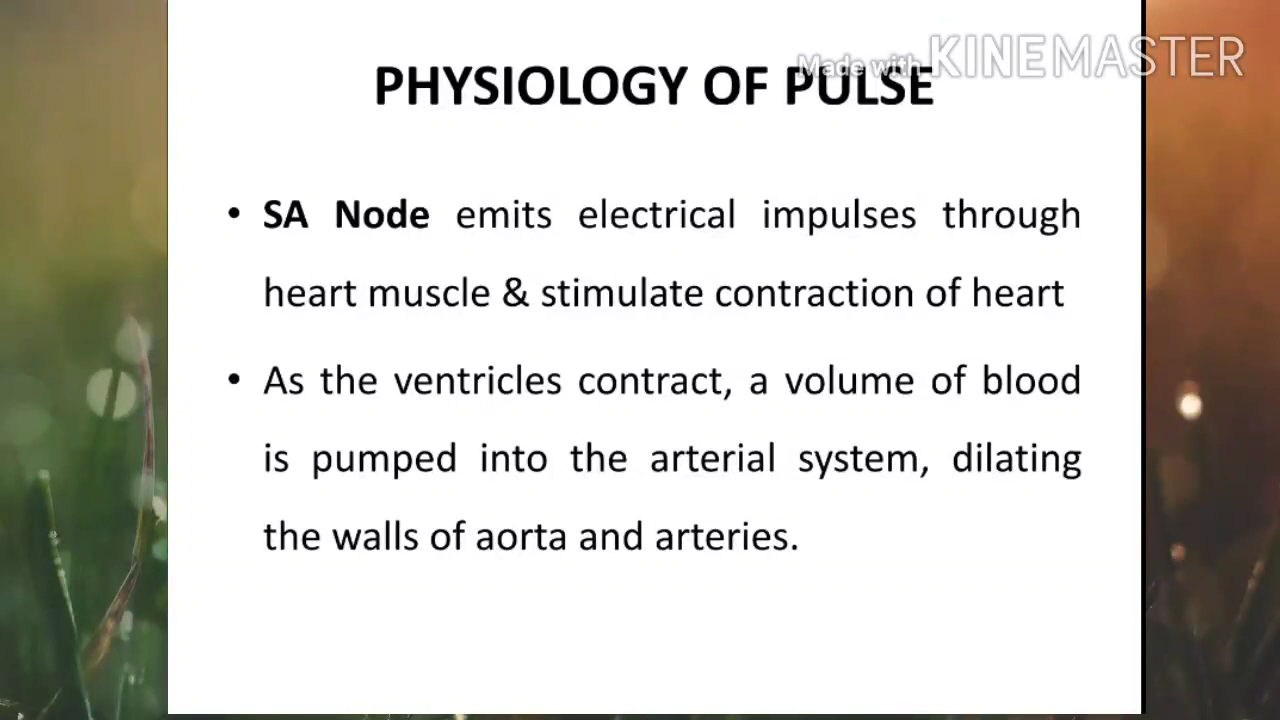 Made with KINEMASTER
PHYSIOLOGY OF PULSE
• SA Node emits electrical impulses through
heart muscle & stimulate contraction of heart
• As the ventricles contract, a volume of blood
is pumped into the arterial system, dilating
the walls of aorta and arteries.